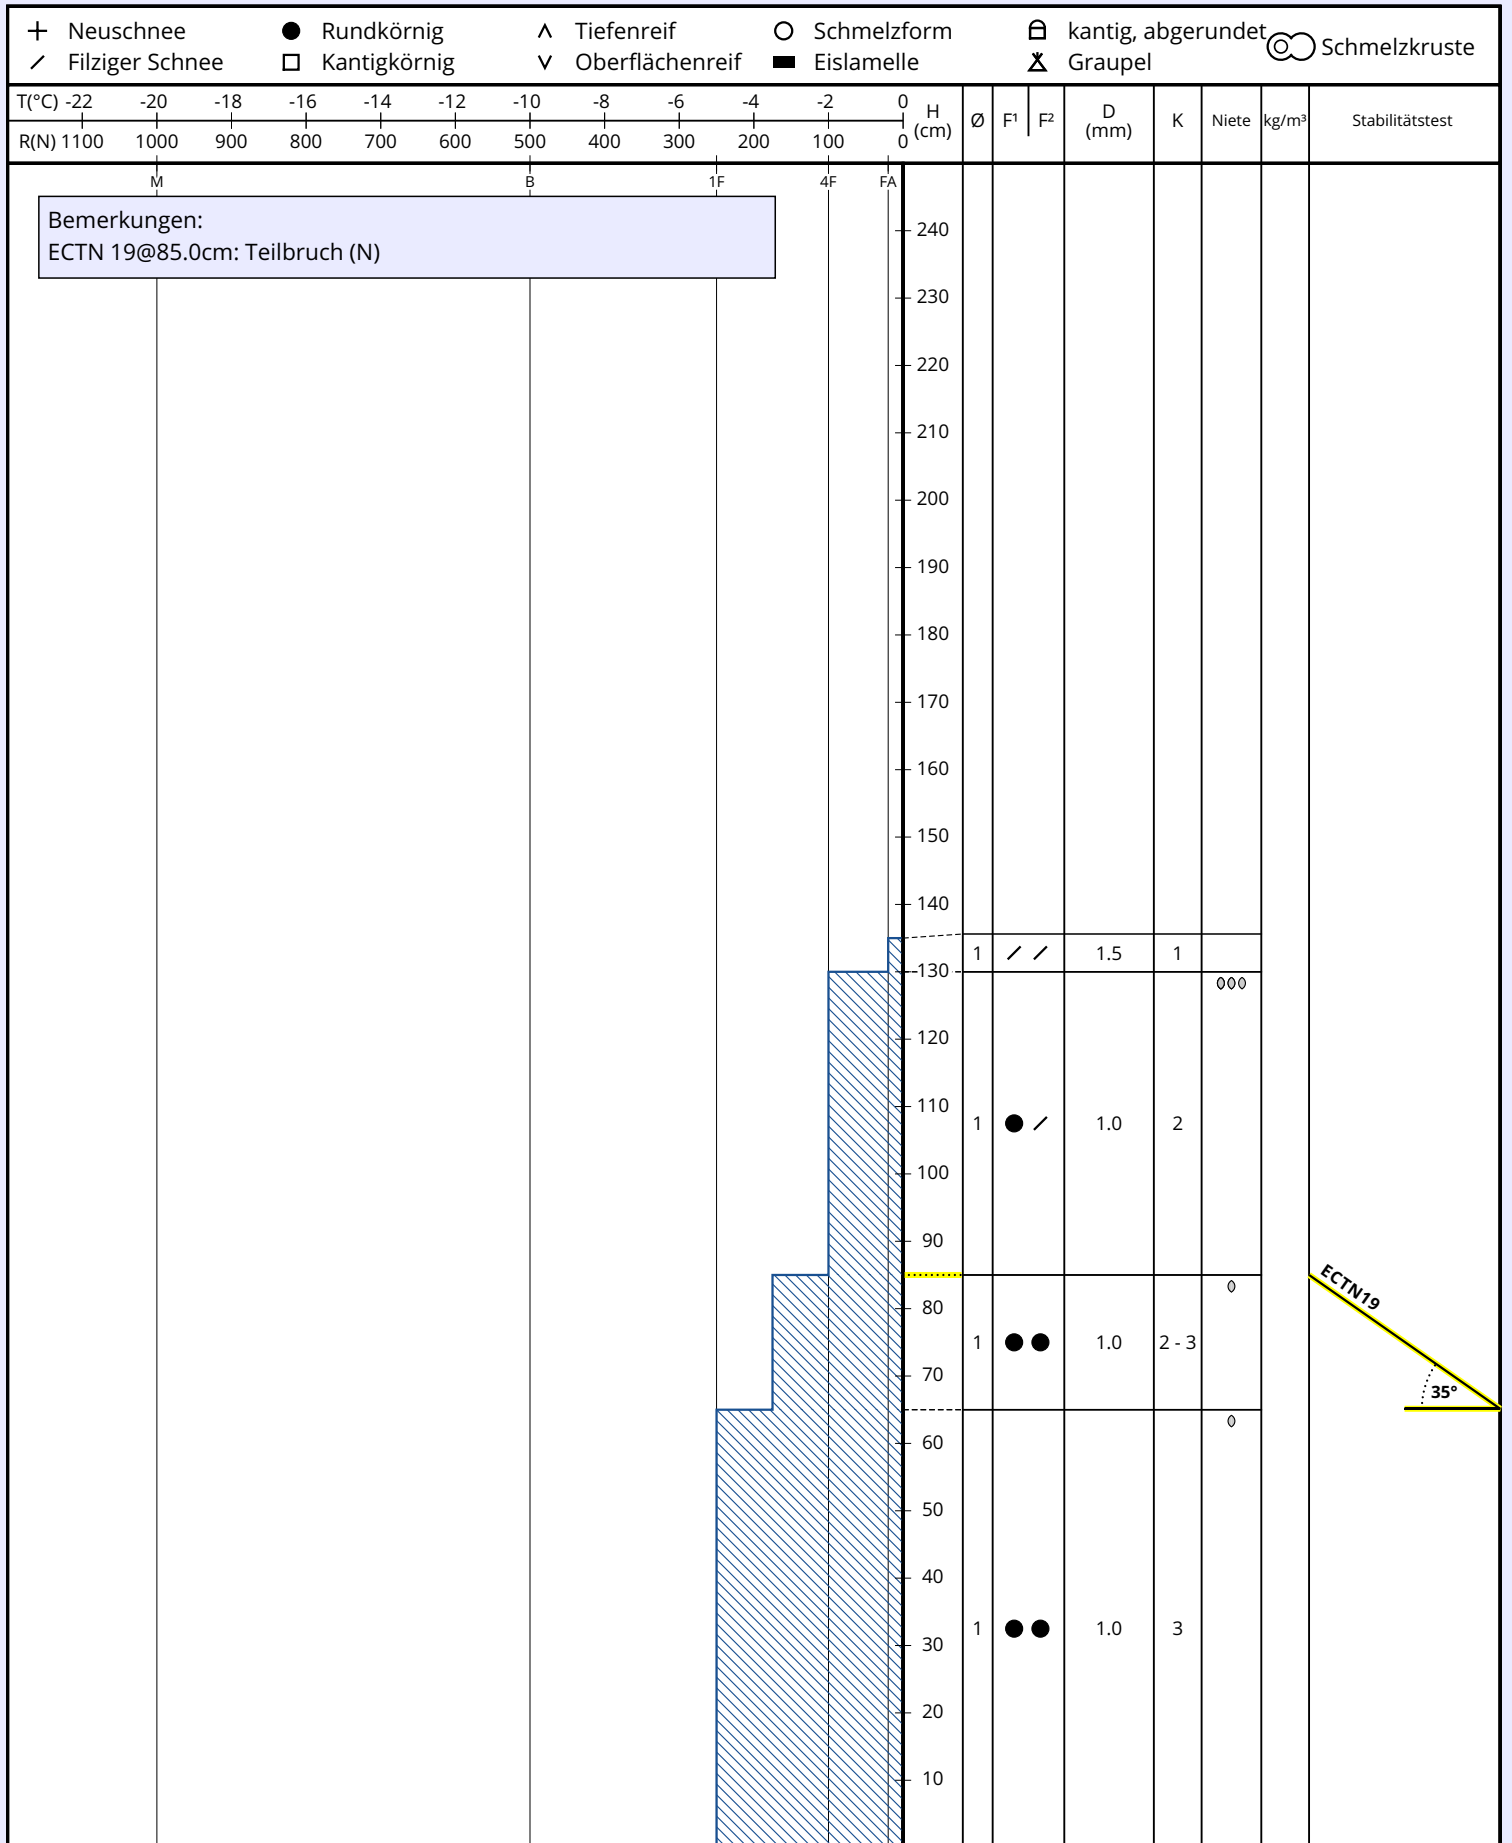 Neuschnee Rundkörnig Tiefenreif Schmelzform kantig, abgerundet Schmelzkruste
Filziger Schnee Kantigkörnig Oberflächenreif Eislamelle Graupel
T(°C) -22 -20 -18 -16 -14 -12 -10 -8 -6 -4 -2 0
R(N) 1100 1000 900 800 700 600 500 400 300 200 100 0
H (cm) Ø F¹ F² D (mm) K Niete kg/m³ Stabilitätstest
M B 1F 4F FA
Bemerkungen:
ECTN 19@85.0cm: Teilbruch (N)
240
230
220
210
200
190
180
170
160
150
140
1 1.5 1
130
120
110
1 1.0 2
100
90
ECTN19
80
1 1.0 2 - 3
70
35°
60
50
40
1 1.0 3
30
20
10